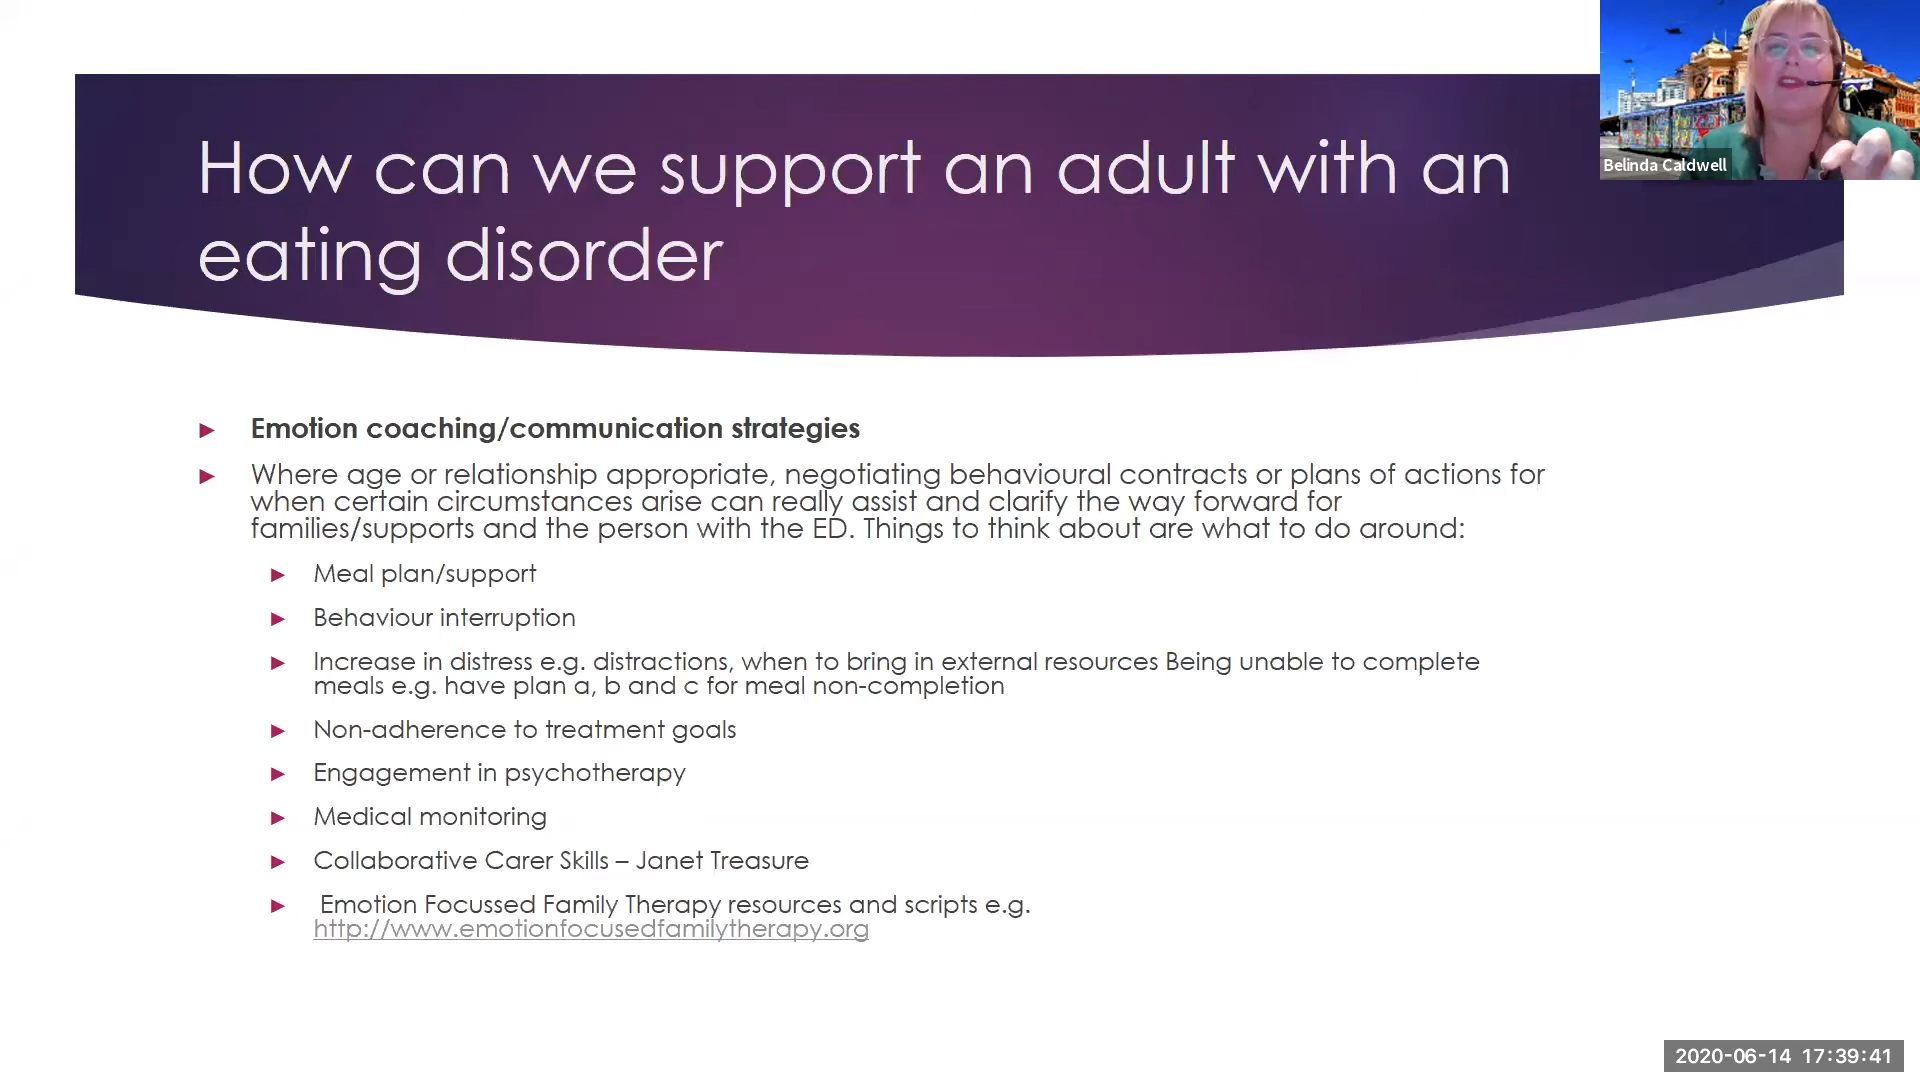 How can we support an adult with an
eating disorder
Belinda Caldwell
Emotion coaching/communication strategies
Where age or relationship appropriate, negotiating behavioural contracts or plans of actions for
when certain circumstances arise can really assist and clarify the way forward for
families/supports and the person with the ED. Things to think about are what to do around:
Meal plan/support
Behaviour interruption
Increase in distress e.g. distractions, when to bring in external resources Being unable to complete
meals e.g. have plan a, b and c for meal non-completion
Non-adherence to treatment goals
Engagement in psychotherapy
Medical monitoring
Collaborative Carer Skills – Janet Treasure
Emotion Focussed Family Therapy resources and scripts e.g.
http://www.emotionfocusedfamilytherapy.org
2020-06-14 17:39:41